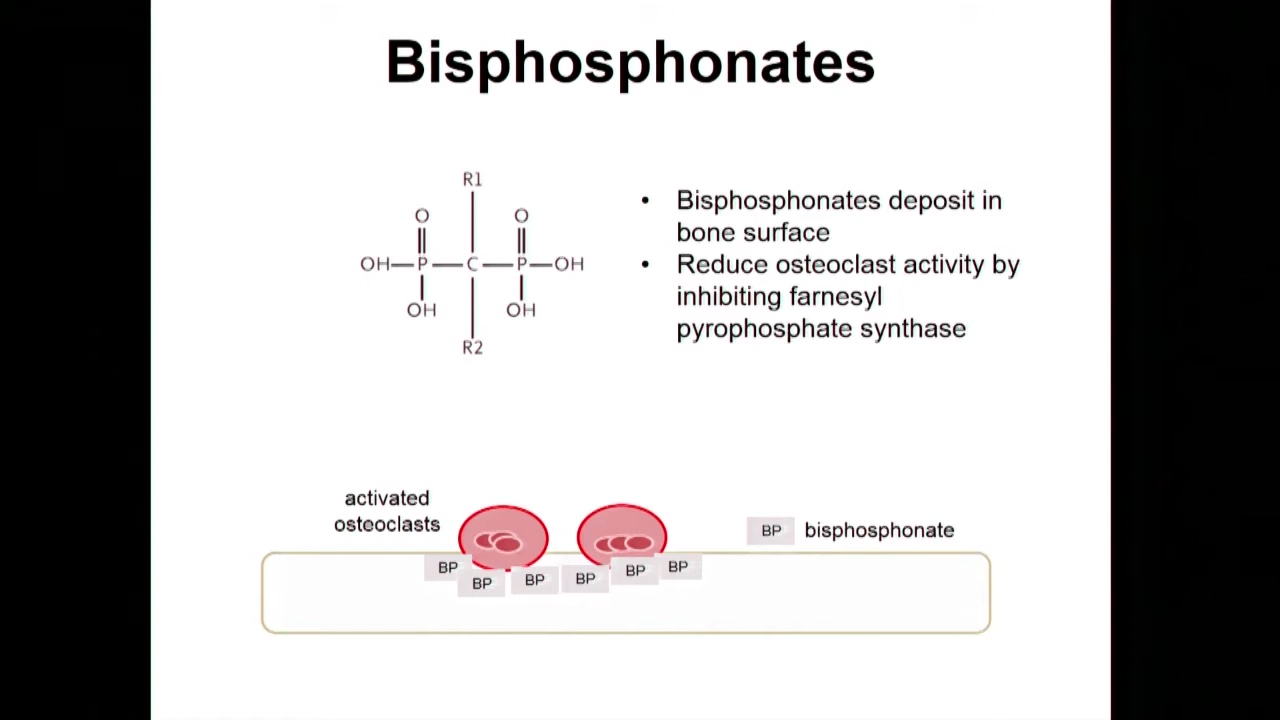 Bisphosphonates
R1
O O
OH P C P OH
OH OH
R2
• Bisphosphonates deposit in
bone surface
• Reduce osteoclast activity by
inhibiting farnesyl
pyrophosphate synthase
activated
osteoclasts
BP bisphosphonate
BP BP BP BP BP BP